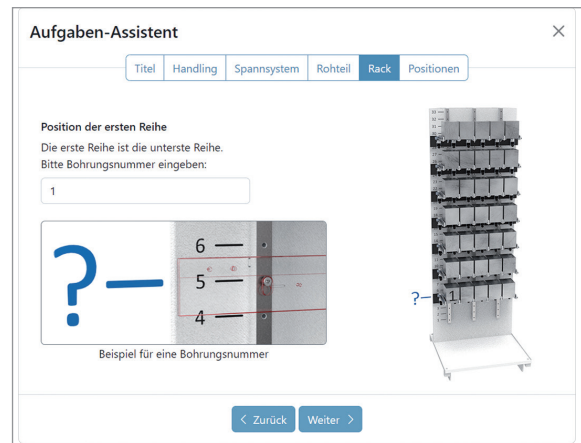 Aufgaben-Assistent
Titel
Handling
Spannsystem
Rohteil
Rack
Positionen
Position der ersten Reihe
Die erste Reihe ist die unterste Reihe.
Bitte Bohrungsnummer eingeben:
1
?
6
5
4
Beispiel für eine Bohrungsnummer
?
1
Zurück
Weiter